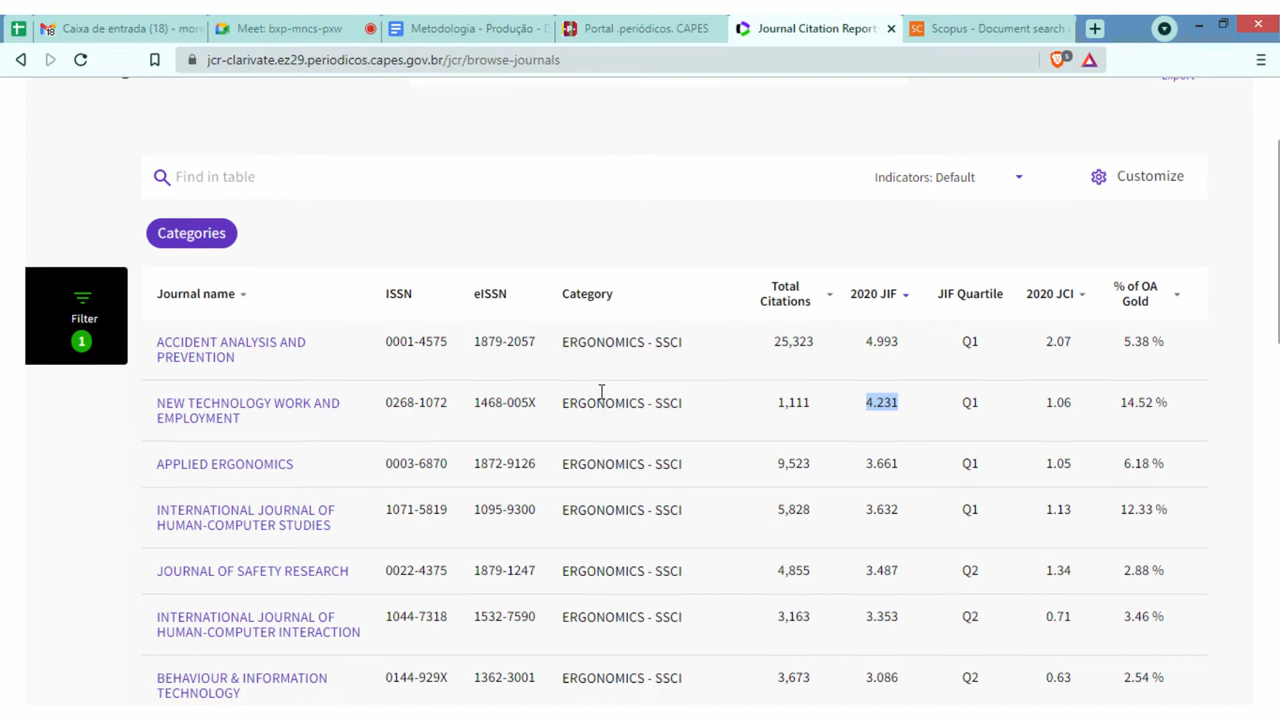 Caixa de entrada (18) - mor
Meet: bxp-mncs-pxw
Metodologia - Produção - D
Portal .periódicos. CAPES
Journal Citation Report
Scopus - Document search
jcr-clarivate.ez29.periodicos.capes.gov.br/jcr/browse-journals
5
Export
Find in table
Indicators: Default
Customize
Categories
Filter
1
Journal name ISSN eISSN Category Total Citations 2020 JIF JIF Quartile 2020 JCI % of OA Gold
ACCIDENT ANALYSIS AND 0001-4575 1879-2057 ERGONOMICS - SSCI 25,323 4.993 Q1 2.07 5.38 %
PREVENTION
NEW TECHNOLOGY WORK AND 0268-1072 1468-005X ERGONOMICS - SSCI 1,111 4.231 Q1 1.06 14.52 %
EMPLOYMENT
APPLIED ERGONOMICS 0003-6870 1872-9126 ERGONOMICS - SSCI 9,523 3.661 Q1 1.05 6.18 %
INTERNATIONAL JOURNAL OF 1071-5819 1095-9300 ERGONOMICS - SSCI 5,828 3.632 Q1 1.13 12.33 %
HUMAN-COMPUTER STUDIES
JOURNAL OF SAFETY RESEARCH 0022-4375 1879-1247 ERGONOMICS - SSCI 4,855 3.487 Q2 1.34 2.88 %
INTERNATIONAL JOURNAL OF 1044-7318 1532-7590 ERGONOMICS - SSCI 3,163 3.353 Q2 0.71 3.46 %
HUMAN-COMPUTER INTERACTION
BEHAVIOUR & INFORMATION 0144-929X 1362-3001 ERGONOMICS - SSCI 3,673 3.086 Q2 0.63 2.54 %
TECHNOLOGY